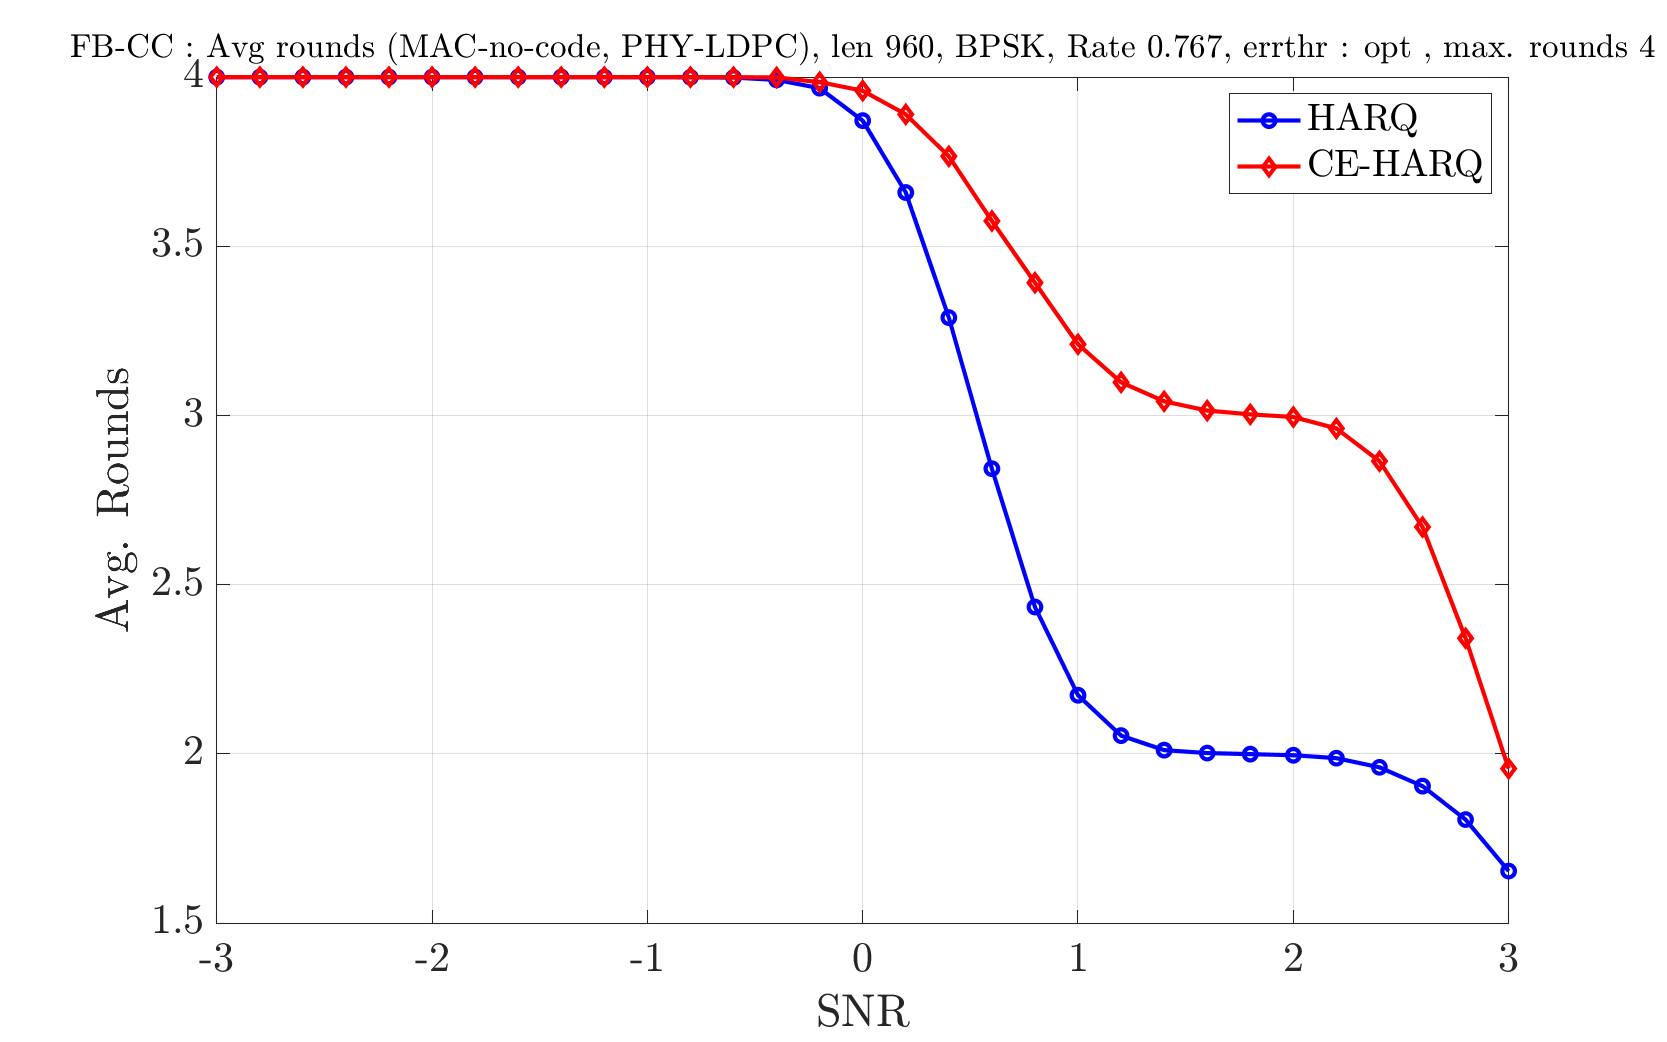 FB-CC : Avg rounds (MAC-no-code, PHY-LDPC), len 960, BPSK, Rate 0.767, errthr : opt , max. rounds 4
HARQ
CE-HARQ
Avg. Rounds
4
3.5
3
2.5
2
1.5
-3 -2 -1 0 1 2 3
SNR